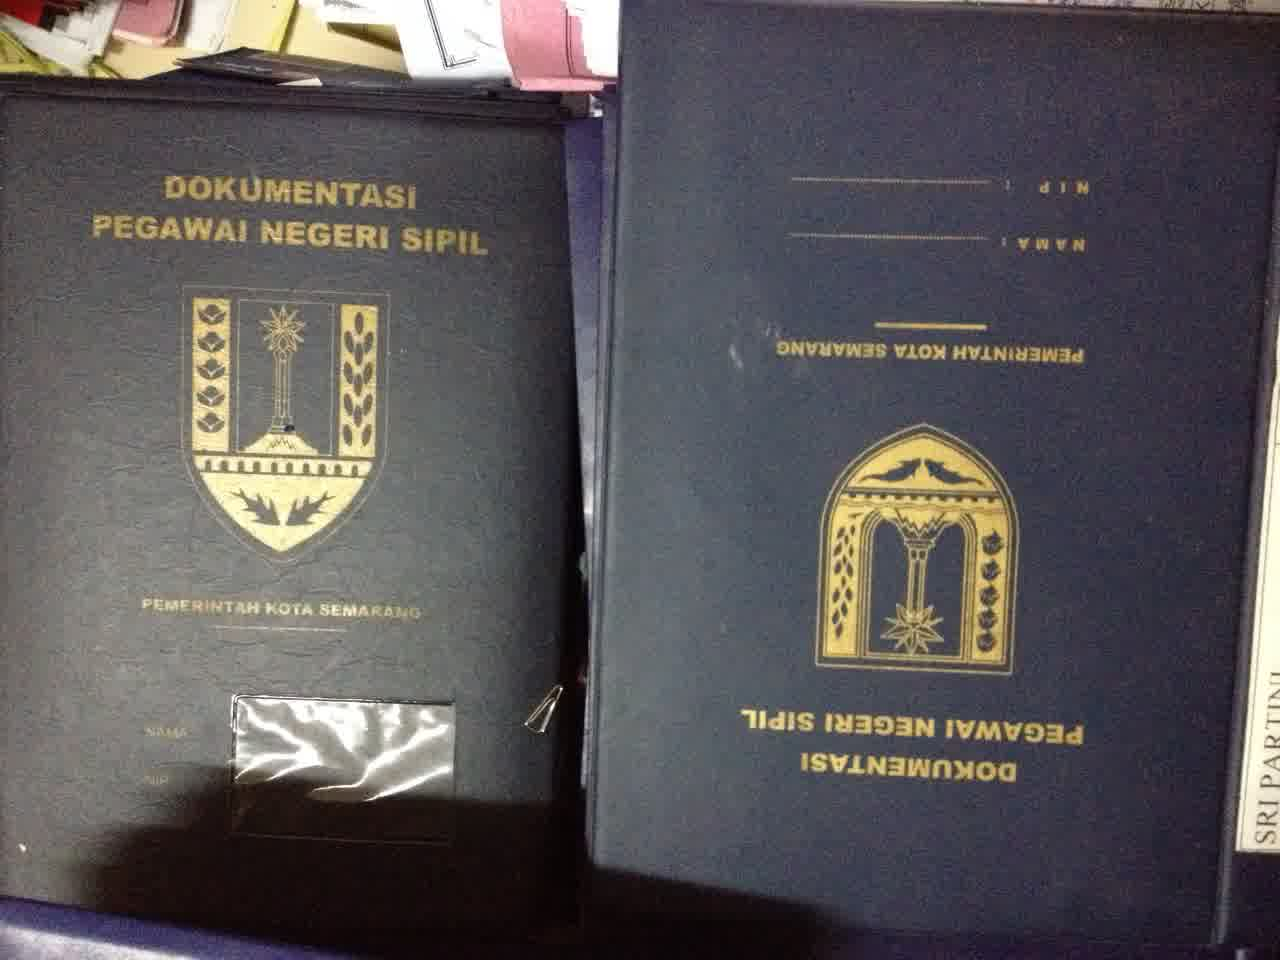 DOKUMENTASI
PEGAWAI NEGERI SIPIL
PEMERINTAH KOTA SEMARANG
NAMA
NIP
DOKUMENTASI
PEGAWAI NEGERI SIPIL
PEMERINTAH KOTA SEMARANG
NAMA :
NIP :
SRI PARTINI